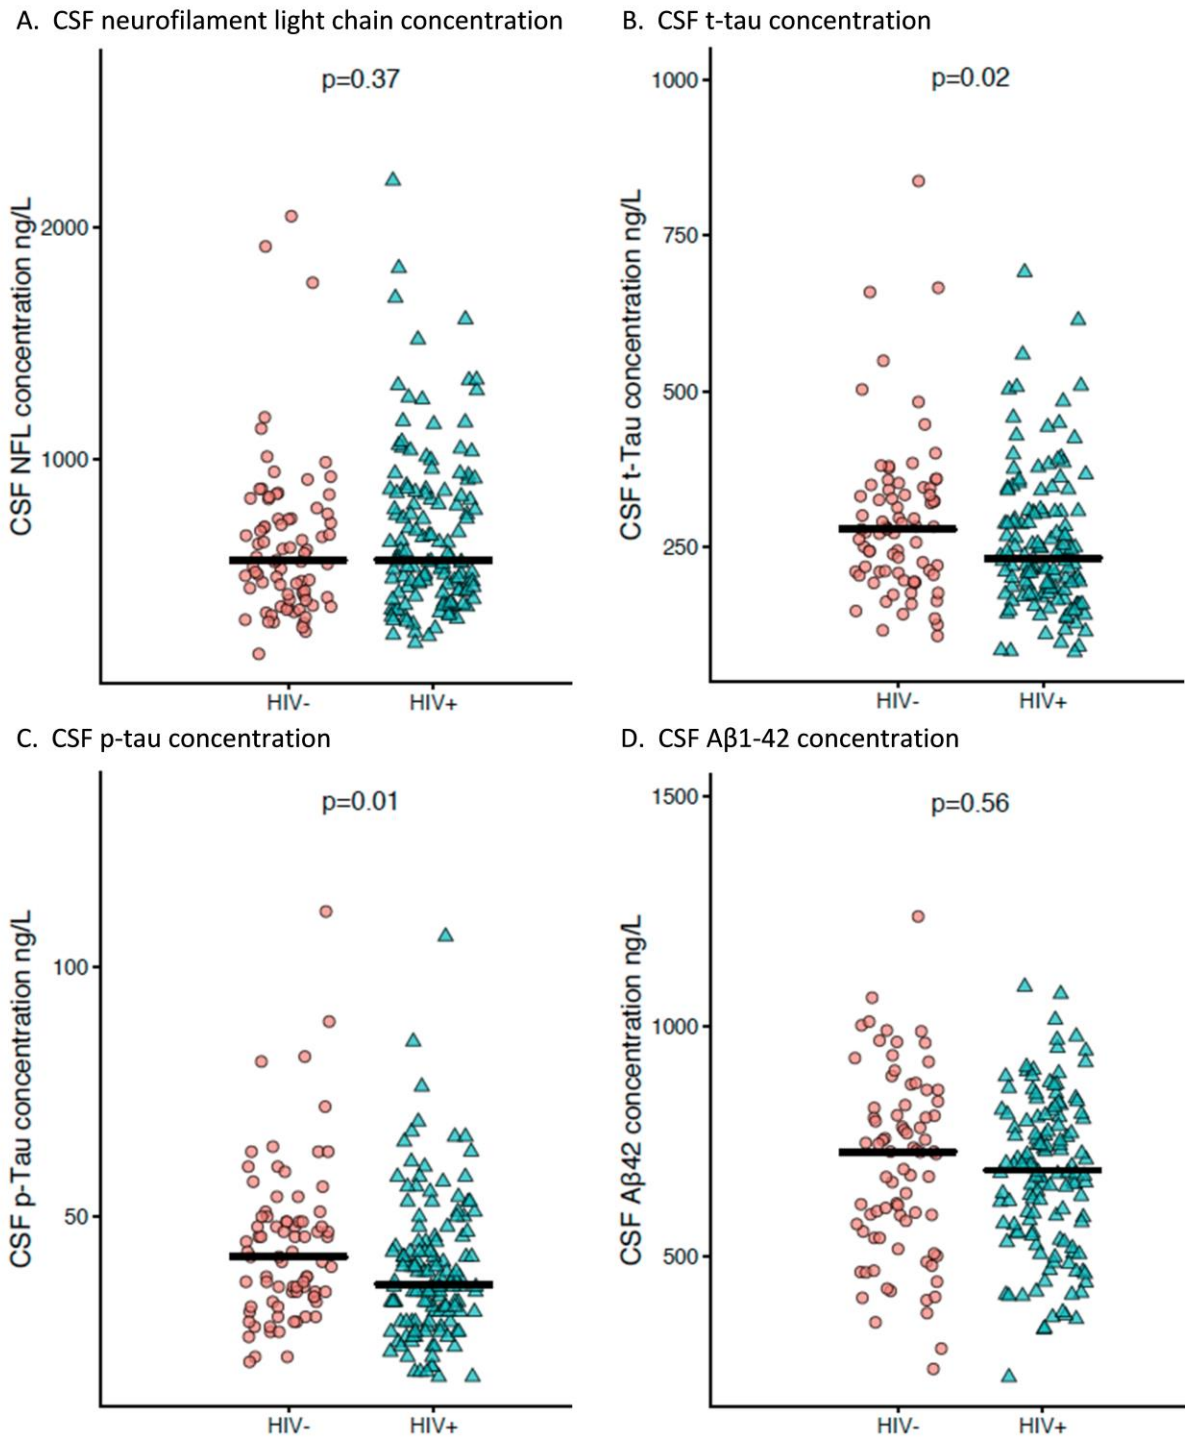 A. CSF neurofilament light chain concentration
p=0.37
CSF NFL concentration ng/L
2000
1000
HIV- HIV+
B. CSF t-tau concentration
p=0.02
CSF t-Tau concentration ng/L
1000
750
500
250
HIV- HIV+
C. CSF p-tau concentration
p=0.01
CSF p-Tau concentration ng/L
100
50
HIV- HIV+
D. CSF Aβ1-42 concentration
p=0.56
CSF Aβ42 concentration ng/L
1500
1000
500
HIV- HIV+